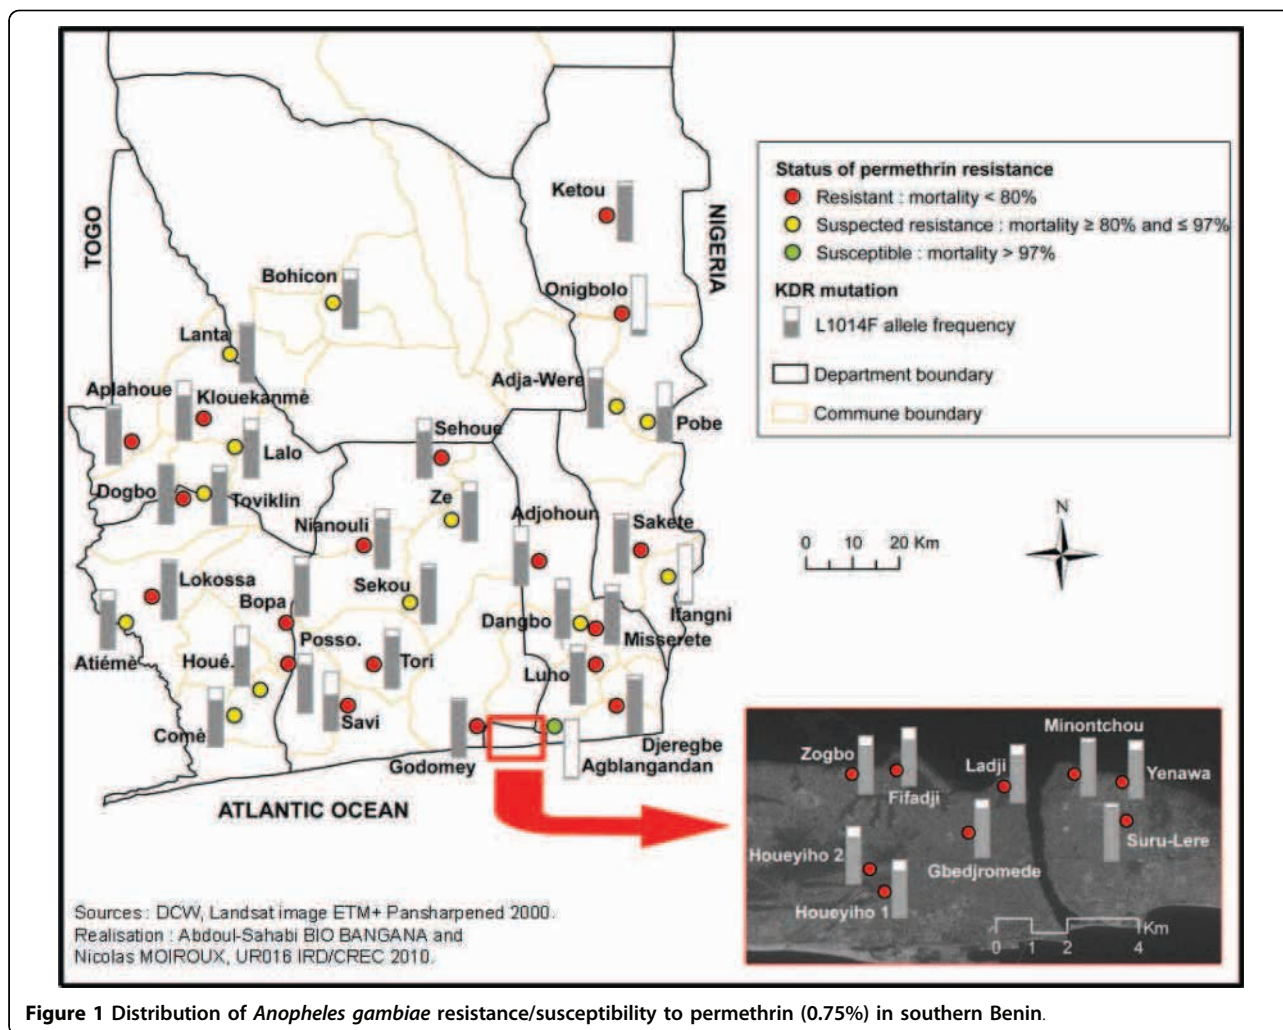 TOGO
NIGERIA
Ketou
Bohicon
Onigbolo
Lanta
Aplahoue
Klouekanmè
Adja-Were
Pobe
Sehoue
Lalo
Dogbo
Toviklin
Ze
Nianouli
Adjohoun
Sakete
Lokossa
Bopa
Sekou
Ifangni
Dangbo
Misserete
Atiémè
Houé.
Posso.
Tori
Luho
Comè
Savi
Godomey
Djeregbe
Agblangandan
ATLANTIC OCEAN
Status of permethrin resistance
Resistant : mortality < 80%
Suspected resistance : mortality ≥ 80% and ≤ 97%
Susceptible : mortality > 97%
KDR mutation
L1014F allele frequency
Department boundary
Commune boundary
N
0 10 20 Km
Minontchou
Zogbo
Ladji
Yenawa
Fifadji
Suru-Lere
Houeyiho 2
Gbedjromede
Houeyiho 1
Km
0 1 2 4
Sources : DCW, Landsat image ETM+ Pansharpened 2000.
Realisation : Abdoul-Sahabi BIO BANGANA and
Nicolas MOIROUX, UR016 IRD/CREC 2010.
Figure 1 Distribution of Anopheles gambiae resistance/susceptibility to permethrin (0.75%) in southern Benin.